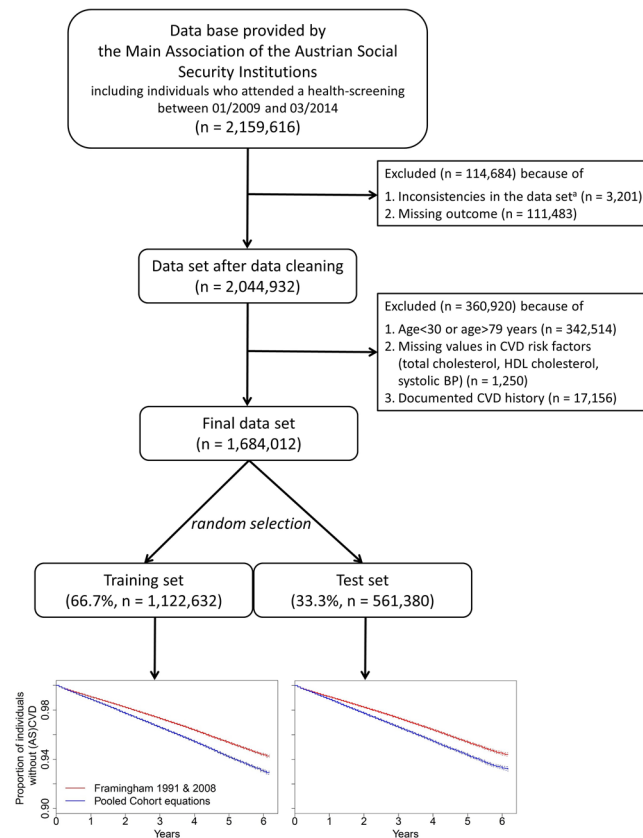 Data base provided by
the Main Association of the Austrian Social
Security Institutions
including individuals who attended a health-screening
between 01/2009 and 03/2014
(n = 2,159,616)
Excluded (n = 114,684) because of
1. Inconsistencies in the data setᵃ (n = 3,201)
2. Missing outcome (n = 111,483)
Data set after data cleaning
(n = 2,044,932)
Excluded (n = 360,920) because of
1. Age<30 or age>79 years (n = 342,514)
2. Missing values in CVD risk factors
(total cholesterol, HDL cholesterol,
systolic BP) (n = 1,250)
3. Documented CVD history (n = 17,156)
Final data set
(n = 1,684,012)
random selection
Training set
(66.7%, n = 1,122,632)
Test set
(33.3%, n = 561,380)
Proportion of individuals
without (AS)CVD
0.98
0.94
0.90
Framingham 1991 & 2008
Pooled Cohort equations
0 1 2 3 4 5 6
Years
0 1 2 3 4 5 6
Years